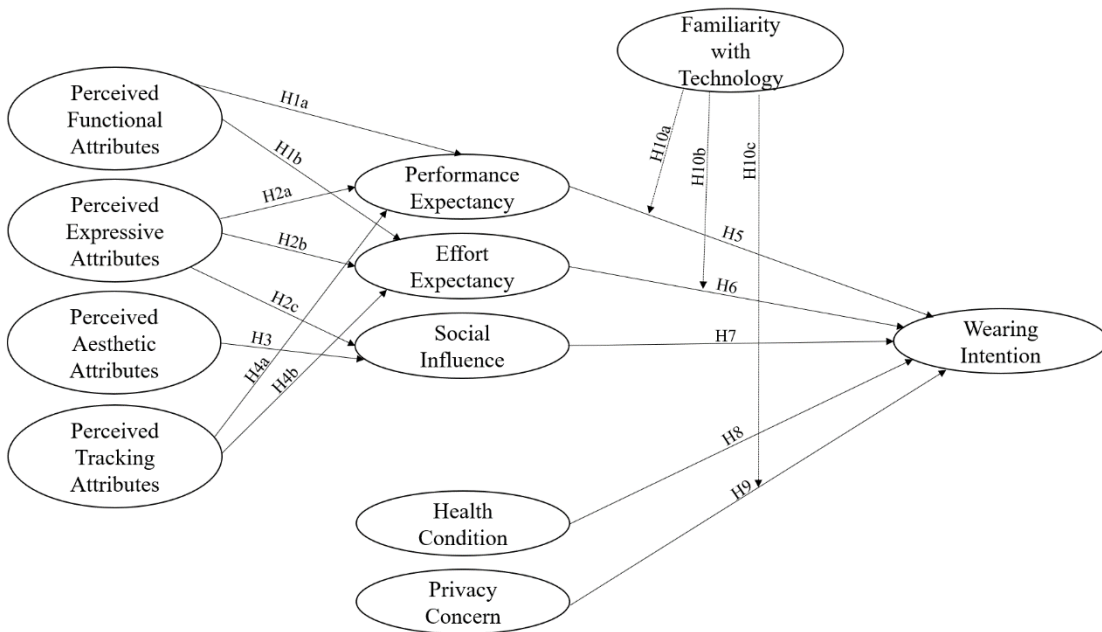 Familiarity
with
Technology
Perceived
Functional
Attributes
H1a
H1b
H10a
H10b
H10c
Performance
Expectancy
Perceived
Expressive
Attributes
H2a
H2b
H2c
H5
Effort
Expectancy
H6
Perceived
Aesthetic
Attributes
H3
Social
Influence
H7
Wearing
Intention
H4a
H4b
Perceived
Tracking
Attributes
H8
H9
Health
Condition
Privacy
Concern